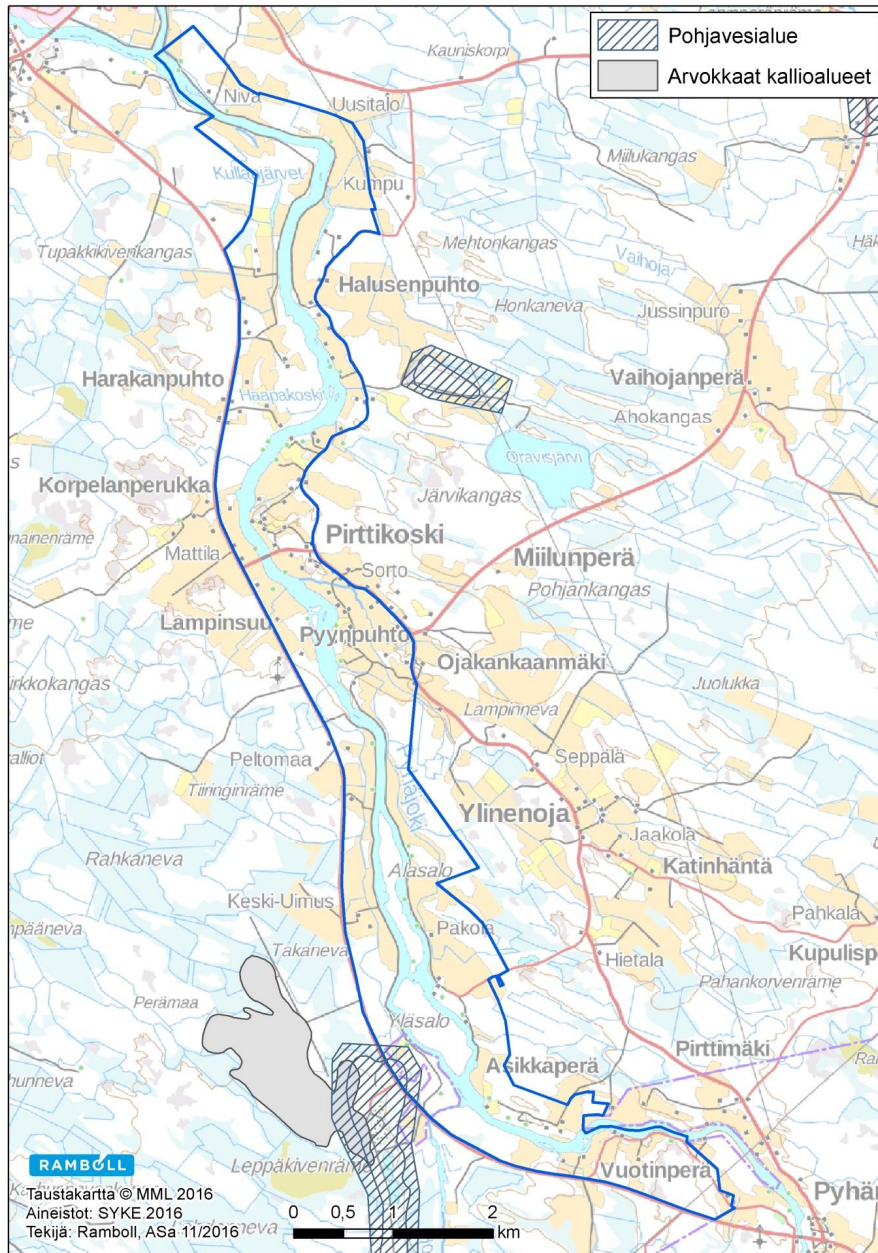 Pohjavesialue
Arvokkaat kallioalueet
Kauniskorpi
Niva
Uusitalo
Miilukangas
Kumpu
Tupakkikivenkangas
Mehtonkangas
Vaihoja
Halusenpuhto
Honkaneva
Jussinpuro
Harakanpuhto
Haapakoski
Vaihojanperä
Ahokangas
Oravisjärvi
Korpelanperukka
Järvikangas
Pirttikoski
Mattila
Sorto
Miilunperä
Pohjankangas
Lampinsuu
Pyynpuhto
Ojakankaanmäki
Juolukka
Lampinneva
Peltomaa
Seppälä
Tiiringinräme
Pyhäjoki
Ylinenoja
Jaakola
Rahkaneva
Alasalo
Katinhäntä
Keski-Uimus
Pakola
Pahkala
Takaneva
Hietala
Perämaa
Pahankorvenräme
Yläsalo
Pirttimäki
Asikkaperä
Leppäkivenräme
Vuotinperä
RAMBOLL
Taustakartta © MML 2016
Aineistot: SYKE 2016
Tekijä: Ramboll, ASa 11/2016
0 0,5 1 2
km